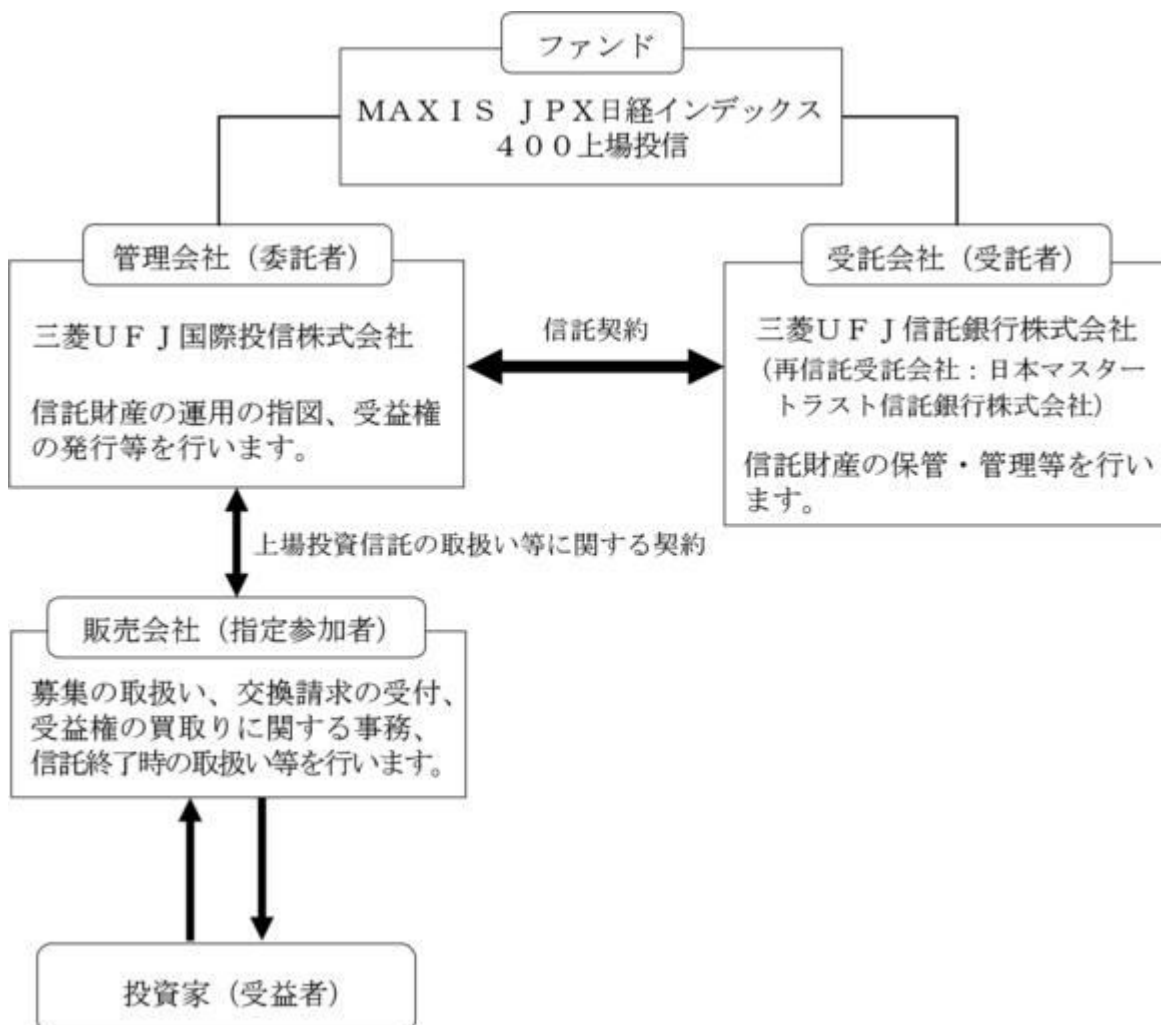 ファンド
ＭＡＸＩＳ ＪＰＸ日経インデックス
４００上場投信
管理会社（委託者）
三菱ＵＦＪ国際投信株式会社
信託財産の運用の指図、受益権
の発行等を行います。
信託契約
受託会社（受託者）
三菱ＵＦＪ信託銀行株式会社
（再信託受託会社：日本マスター
トラスト信託銀行株式会社）
信託財産の保管・管理等を行い
ます。
上場投資信託の取扱い等に関する契約
販売会社（指定参加者）
募集の取扱い、交換請求の受付、
受益権の買取りに関する事務、
信託終了時の取扱い等を行います。
投資家（受益者）